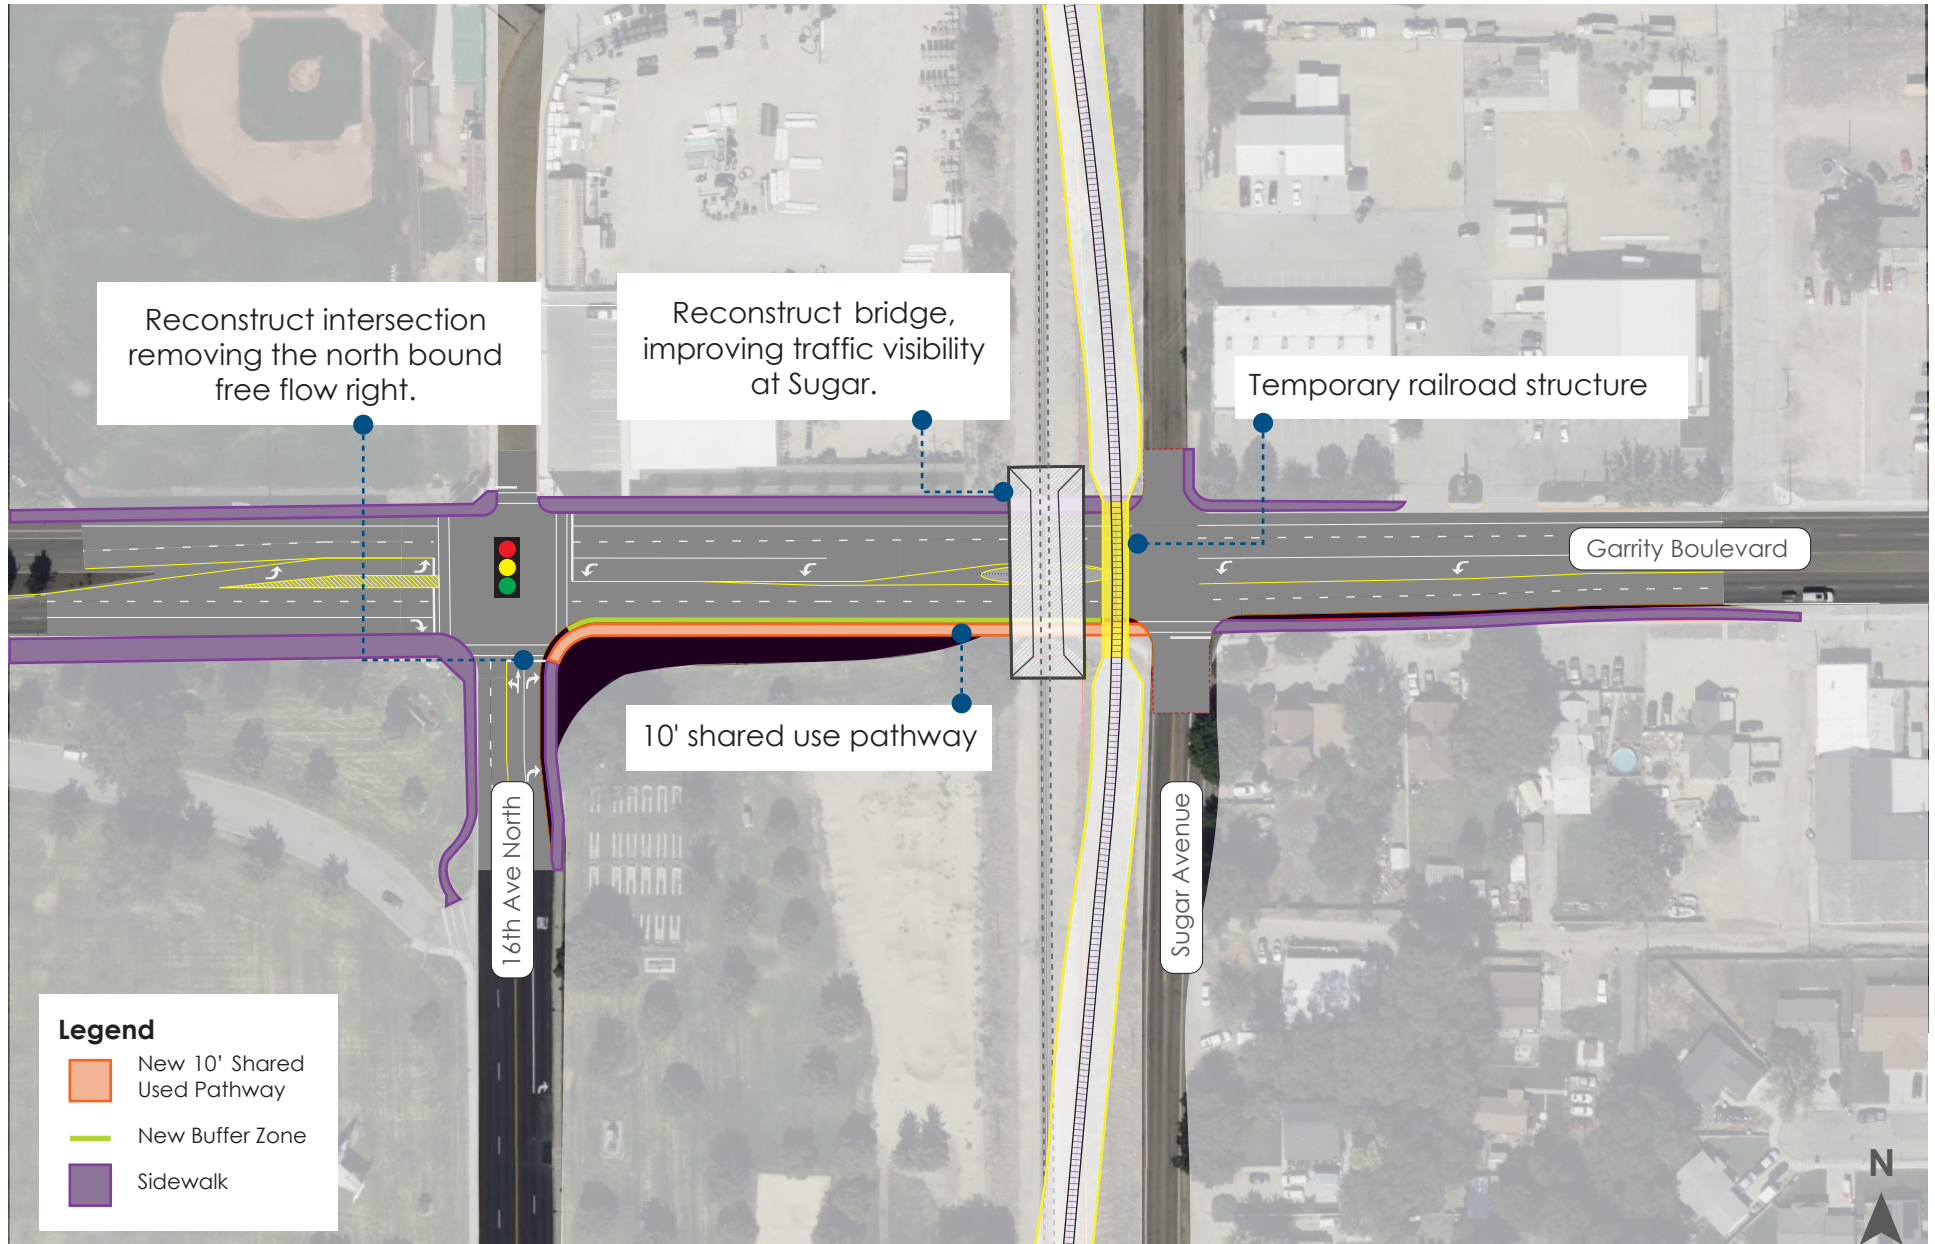 Reconstruct intersection
removing the north bound
free flow right.
Reconstruct bridge,
improving traffic visibility
at Sugar.
Temporary railroad structure
Garrity Boulevard
10' shared use pathway
16th Ave North
Sugar Avenue
Legend
New 10’ Shared
Used Pathway
New Buffer Zone
Sidewalk
N